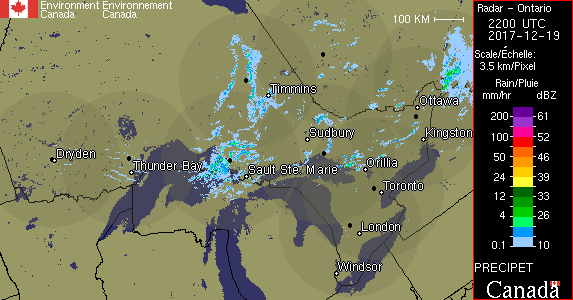 Environment Environnement
Canada Canada
100 KM
Timmins
Ottawa
Sudbury
Kingston
Dryden
Thunder Bay
Sault Ste. Marie
Orillia
Toronto
London
Windsor
Radar - Ontario
2200 UTC
2017-12-19
Scale/Échelle:
3.5 km/Pixel
Rain/Pluie
mm/hr dBZ
200 61
100 52
50 46
24 39
12 33
4 26
0.1 10
PRECIPET
Canada